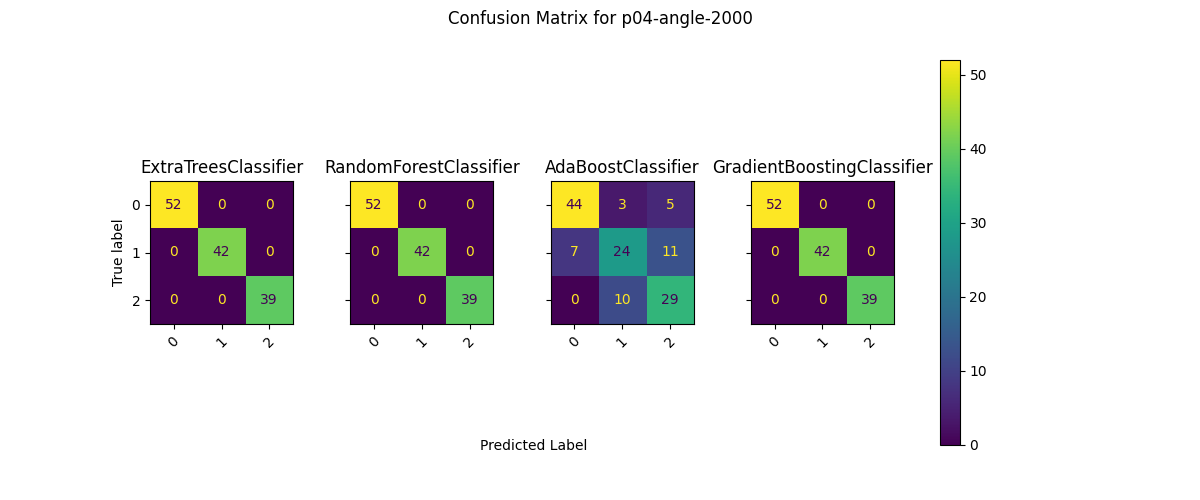 Confusion Matrix for p04-angle-2000
ExtraTreesClassifier RandomForestClassifier AdaBoostClassifier GradientBoostingClassifier
True label
0 52 0 0 52 0 0 44 3 5 52 0 0
1 0 42 0 0 42 0 7 24 11 0 42 0
2 0 0 39 0 0 39 0 10 29 0 0 39
0 1 2 0 1 2 0 1 2 0 1 2
Predicted Label
50
40
30
20
10
0